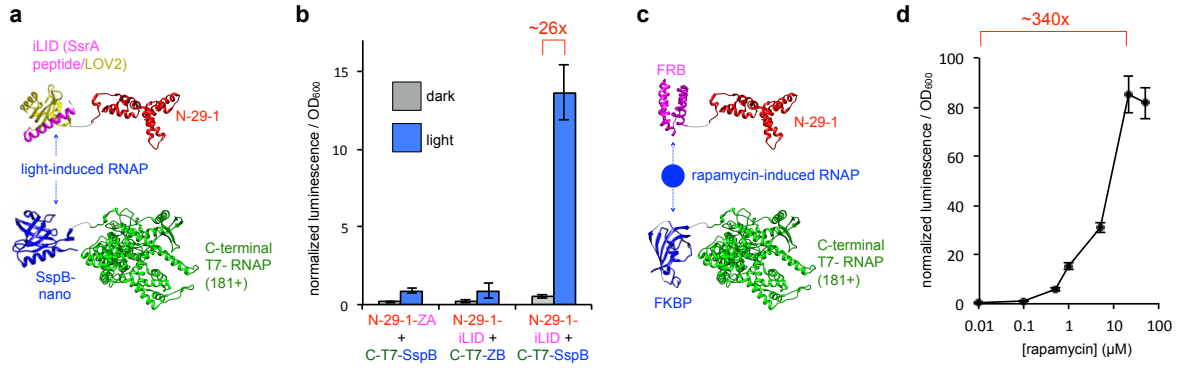 a
iLID (SsrA
peptide/LOV2)
N-29-1
light-induced RNAP
SspB-
nano
C-terminal
T7- RNAP
(181+)
b
normalized luminescence / OD600
15
10
5
0
dark
light
~26x
N-29-1-ZA
+
C-T7-SspB
N-29-1-
iLID +
C-T7-ZB
N-29-1-
iLID +
C-T7-SspB
c
FRB
N-29-1
rapamycin-induced RNAP
FKBP
C-terminal
T7- RNAP
(181+)
d
~340x
normalized luminescence / OD600
100
80
60
40
20
0
0.01 0.1 1 10 100
[rapamycin] (µM)